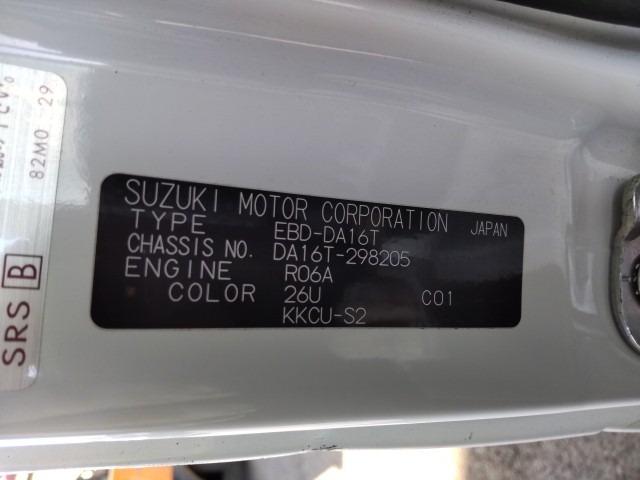 SUZUKI MOTOR CORPORATION JAPAN
TYPE EBD-DA16T
CHASSIS NO. DA16T-298205
ENGINE R06A
COLOR 26U C01
KKCU-S2
82M0 29
SRS B